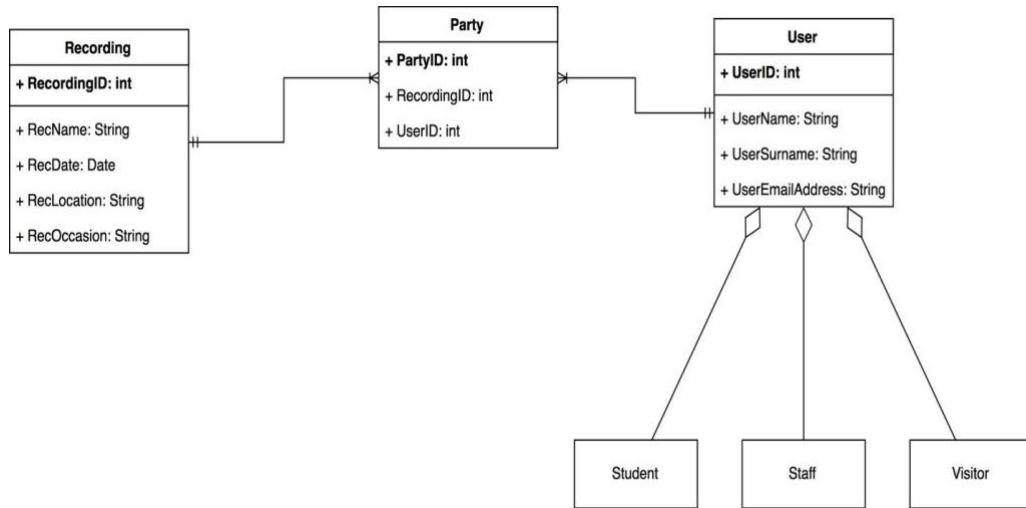 Recording
+ RecordingID: int
+ RecName: String
+ RecDate: Date
+ RecLocation: String
+ RecOccasion: String
Party
+ PartyID: int
+ RecordingID: int
+ UserID: int
User
+ UserID: int
+ UserName: String
+ UserSurname: String
+ UserEmailAddress: String
Student
Staff
Visitor